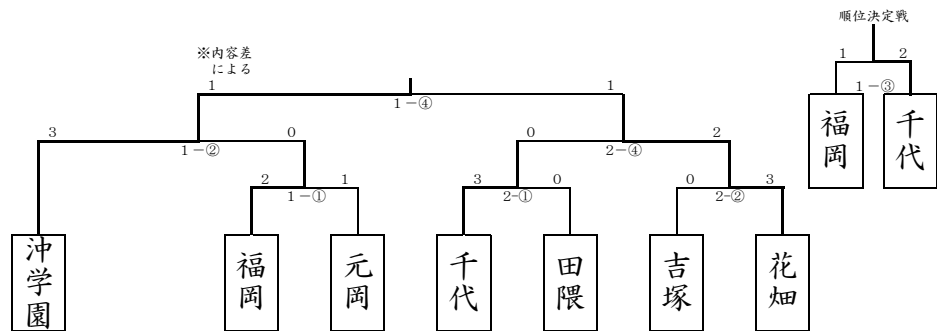 順位決定戦
※内容差
による
1 2
1－③
福岡 千代
1 1
1－④
3 0 0 2
1－② 2－④
2 1 3 0 0 3
1－① 2-① 2-②
沖学園 福岡 元岡 千代 田隈 吉塚 花畑